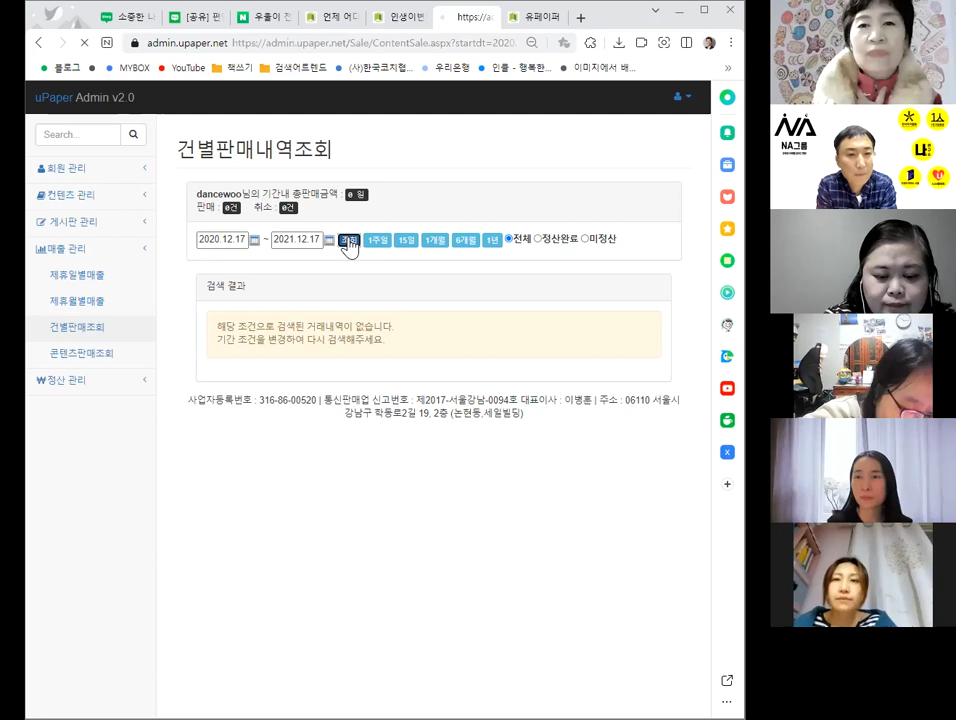 소중한 나
[공유] 펀
우울이 전
언제 어디
인생이번
https://ac
유페이퍼
admin.upaper.net https://admin.upaper.net/Sale/ContentSale.aspx?startdt=2020.
블로그
MYBOX
YouTube
책쓰기
검색어트렌드
(사)한국코치협...
우리은행
인플 - 행복한...
이미지에서 배...
uPaper Admin v2.0
Search...
회원 관리
컨텐츠 관리
게시판 관리
매출 관리
제휴일별매출
제휴월별매출
건별판매조회
콘텐츠판매조회
정산 관리
건별판매내역조회
dancewoo님의 기간내 총판매금액 : 0 원
판매 : 0건 취소 : 0건
2020.12.17 ~ 2021.12.17 조회 1주일 15일 1개월 6개월 1년 전체 정산완료 미정산
검색 결과
해당 조건으로 검색된 거래내역이 없습니다.
기간 조건을 변경하여 다시 검색해주세요.
사업자등록번호 : 316-86-00520 | 통신판매업 신고번호 : 제2017-서울강남-0094호 대표이사 : 이병훈 | 주소 : 06110 서울시
강남구 학동로2길 19, 2층 (논현동,세일빌딩)
NA그룹